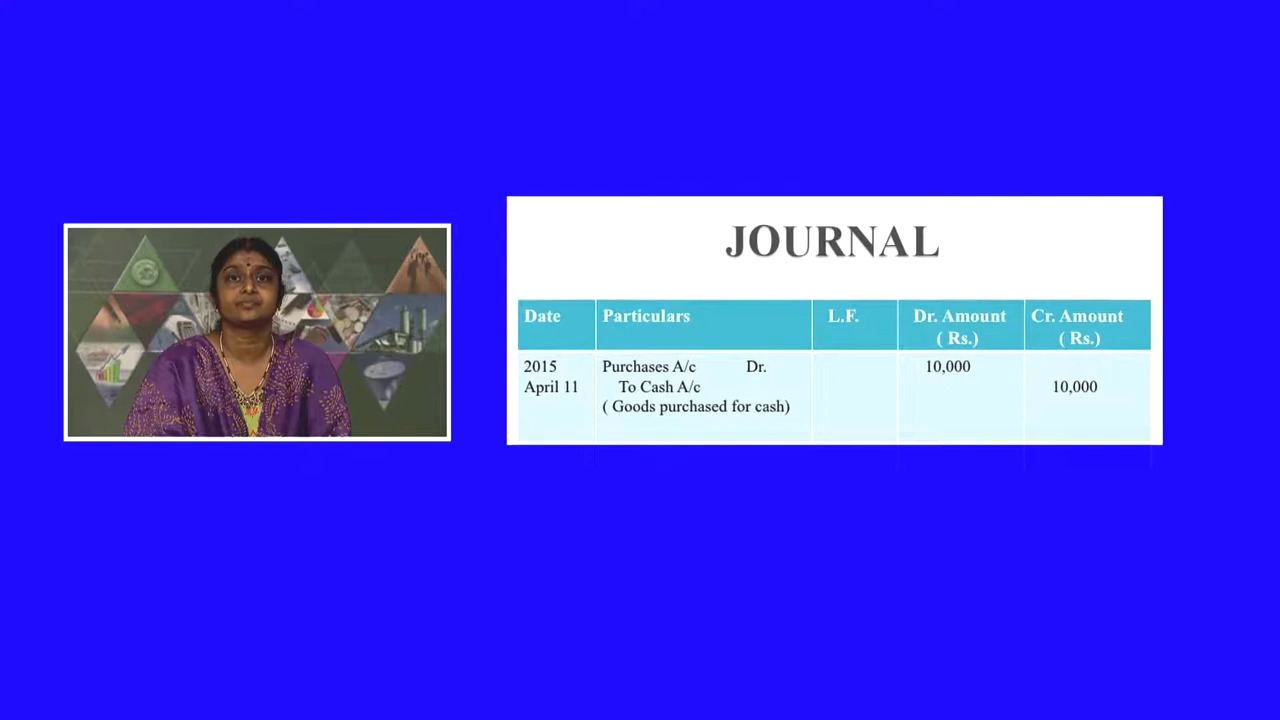 JOURNAL
Date Particulars L.F. Dr. Amount ( Rs.) Cr. Amount ( Rs.)
2015 Purchases A/c Dr. 10,000
April 11 To Cash A/c 10,000
( Goods purchased for cash)